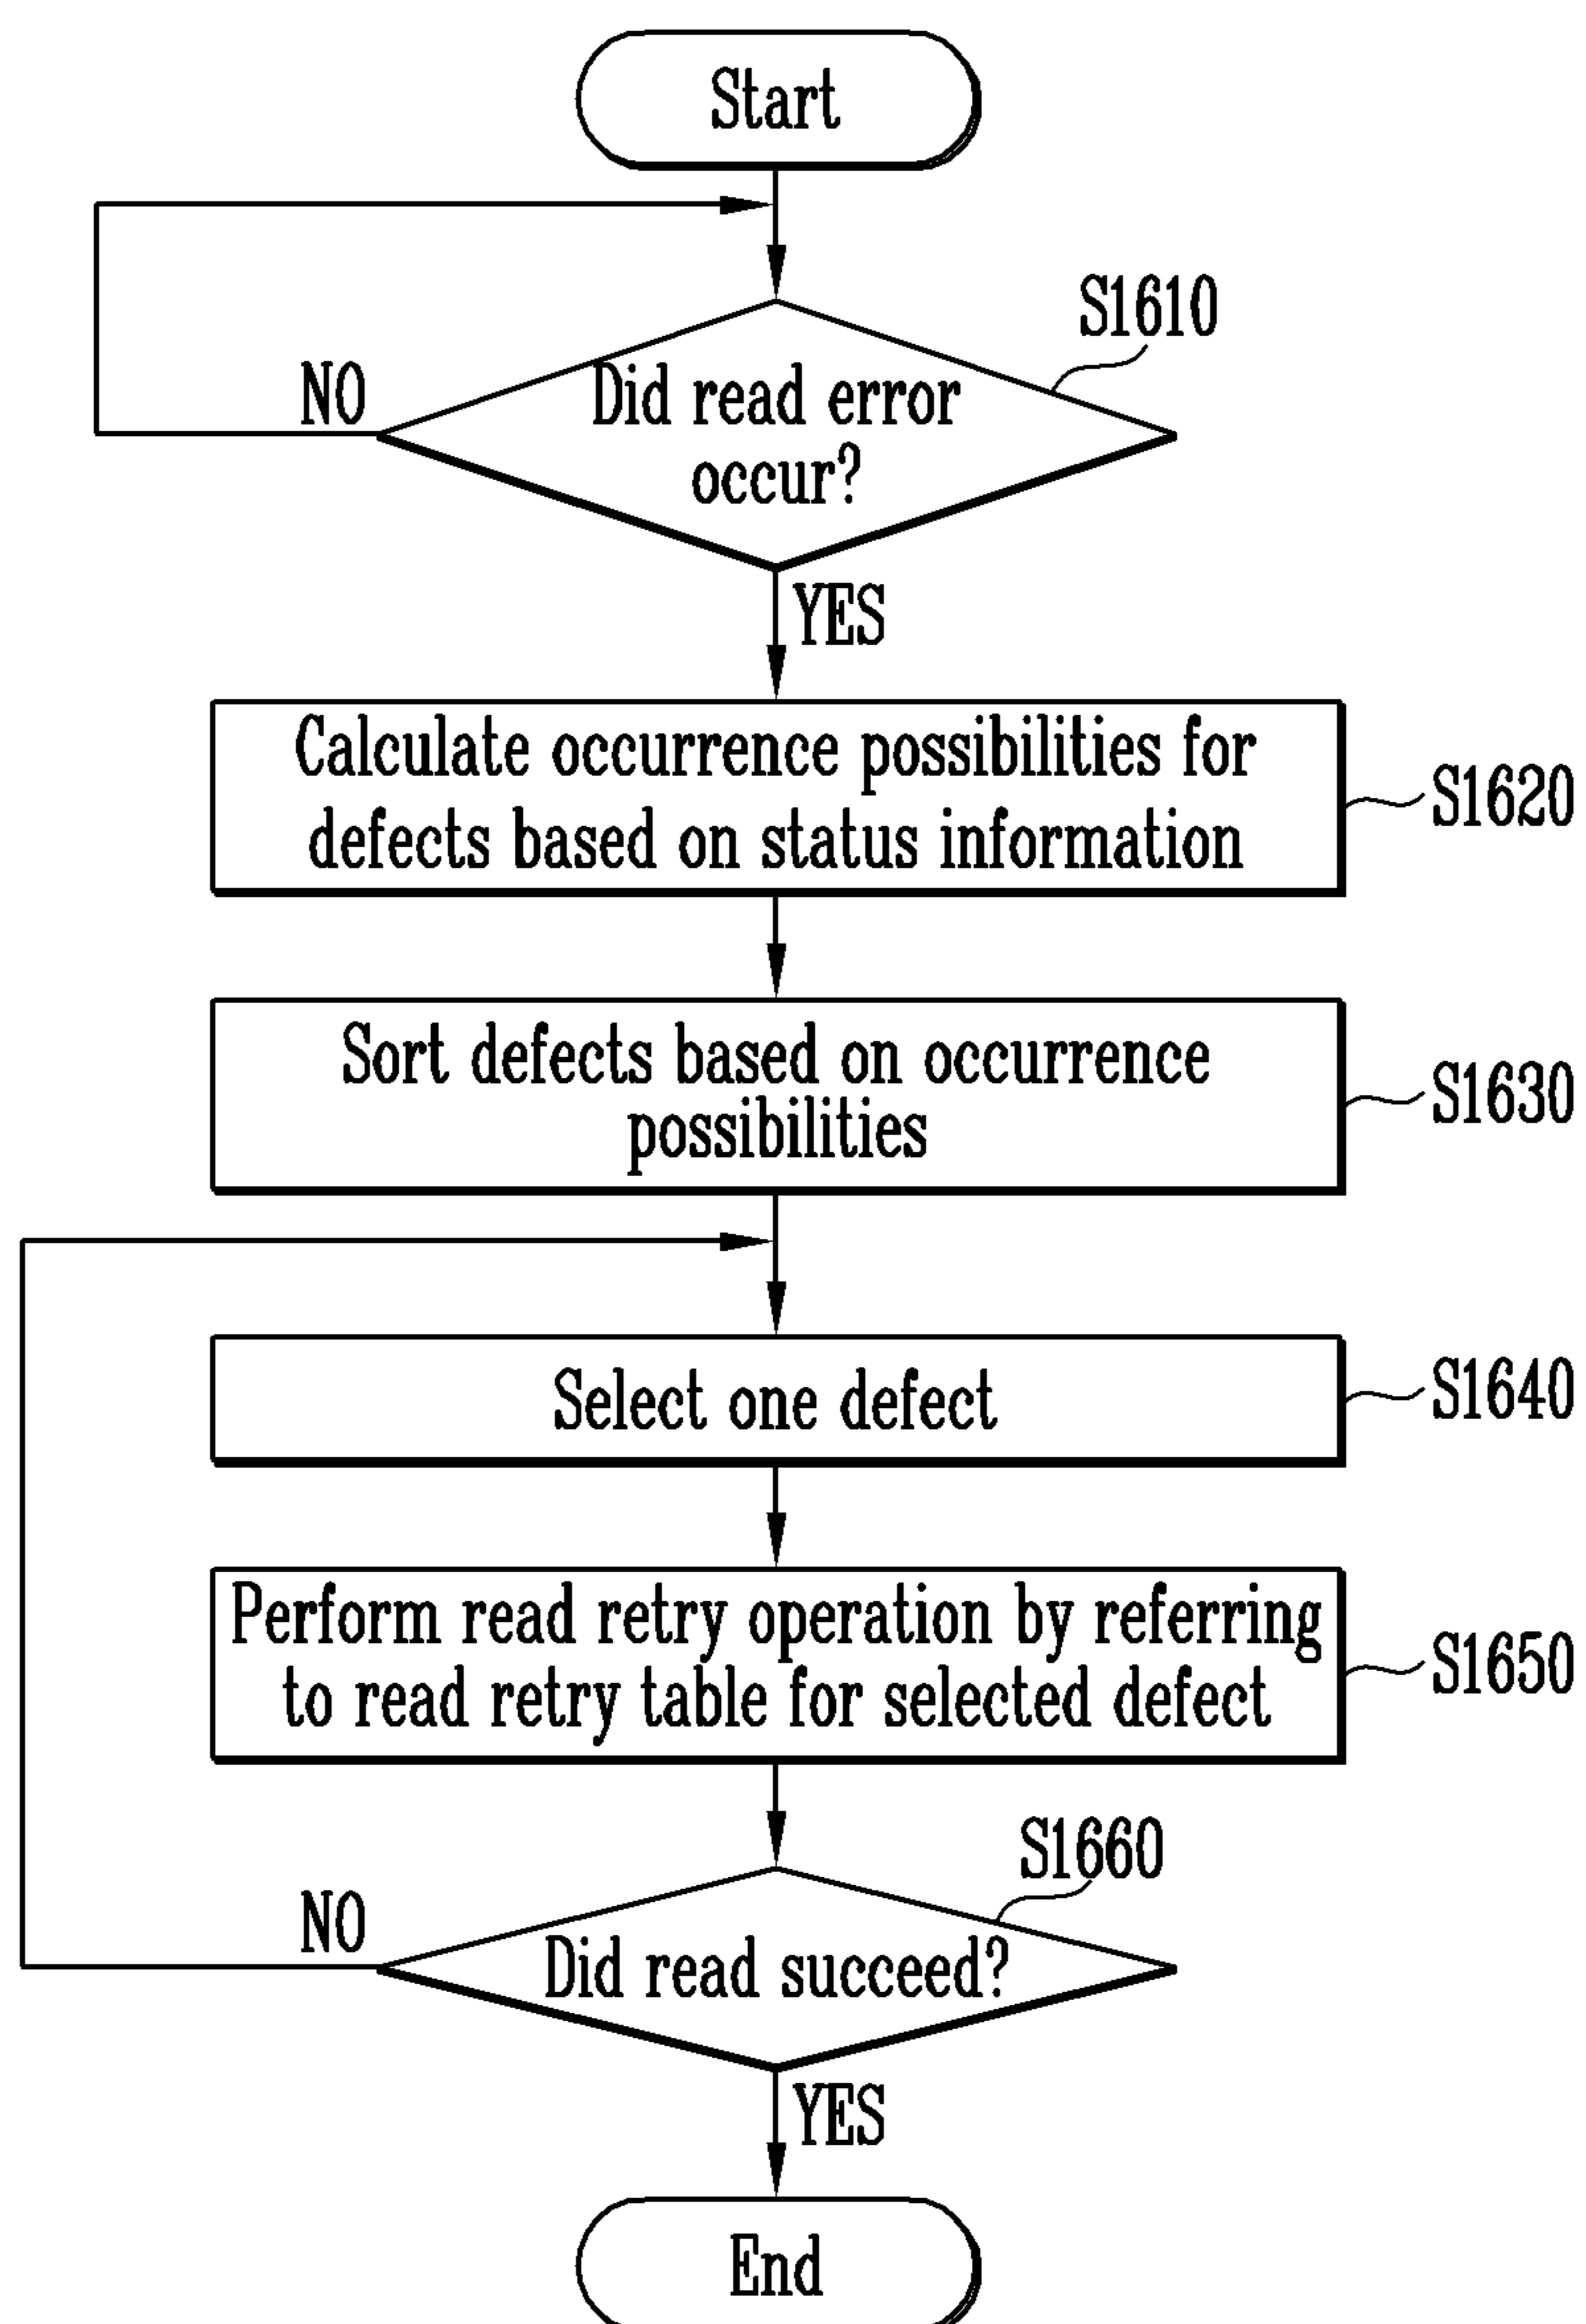 Start
S1610
NO
Did read error
occur?
YES
Calculate occurrence possibilities for
defects based on status information
S1620
Sort defects based on occurrence
possibilities
S1630
Select one defect
S1640
Perform read retry operation by referring
to read retry table for selected defect
S1650
S1660
NO
Did read succeed?
YES
End